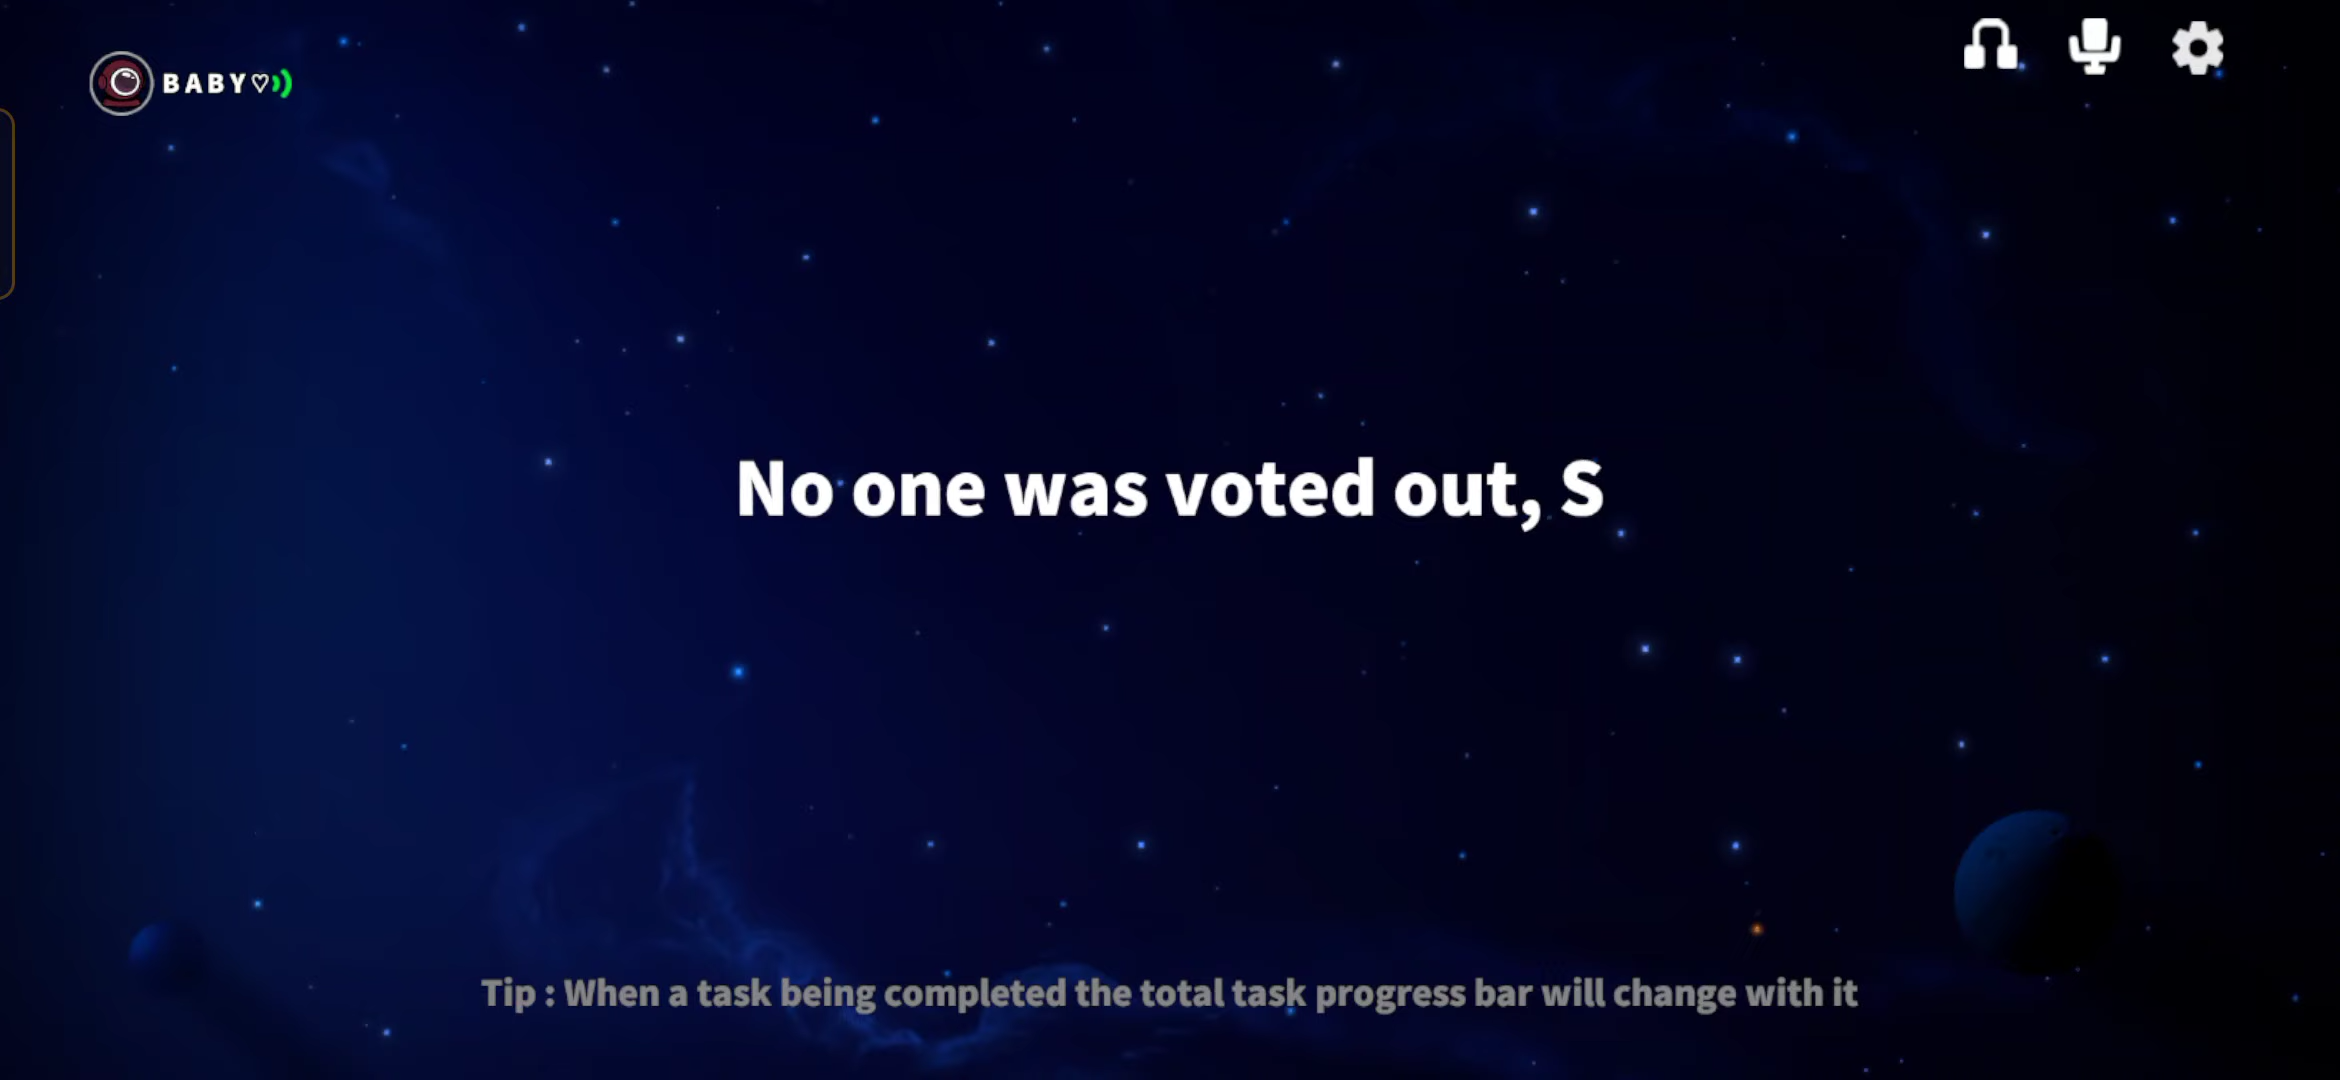 BABY♡
No one was voted out, S
Tip : When a task being completed the total task progress bar will change with it